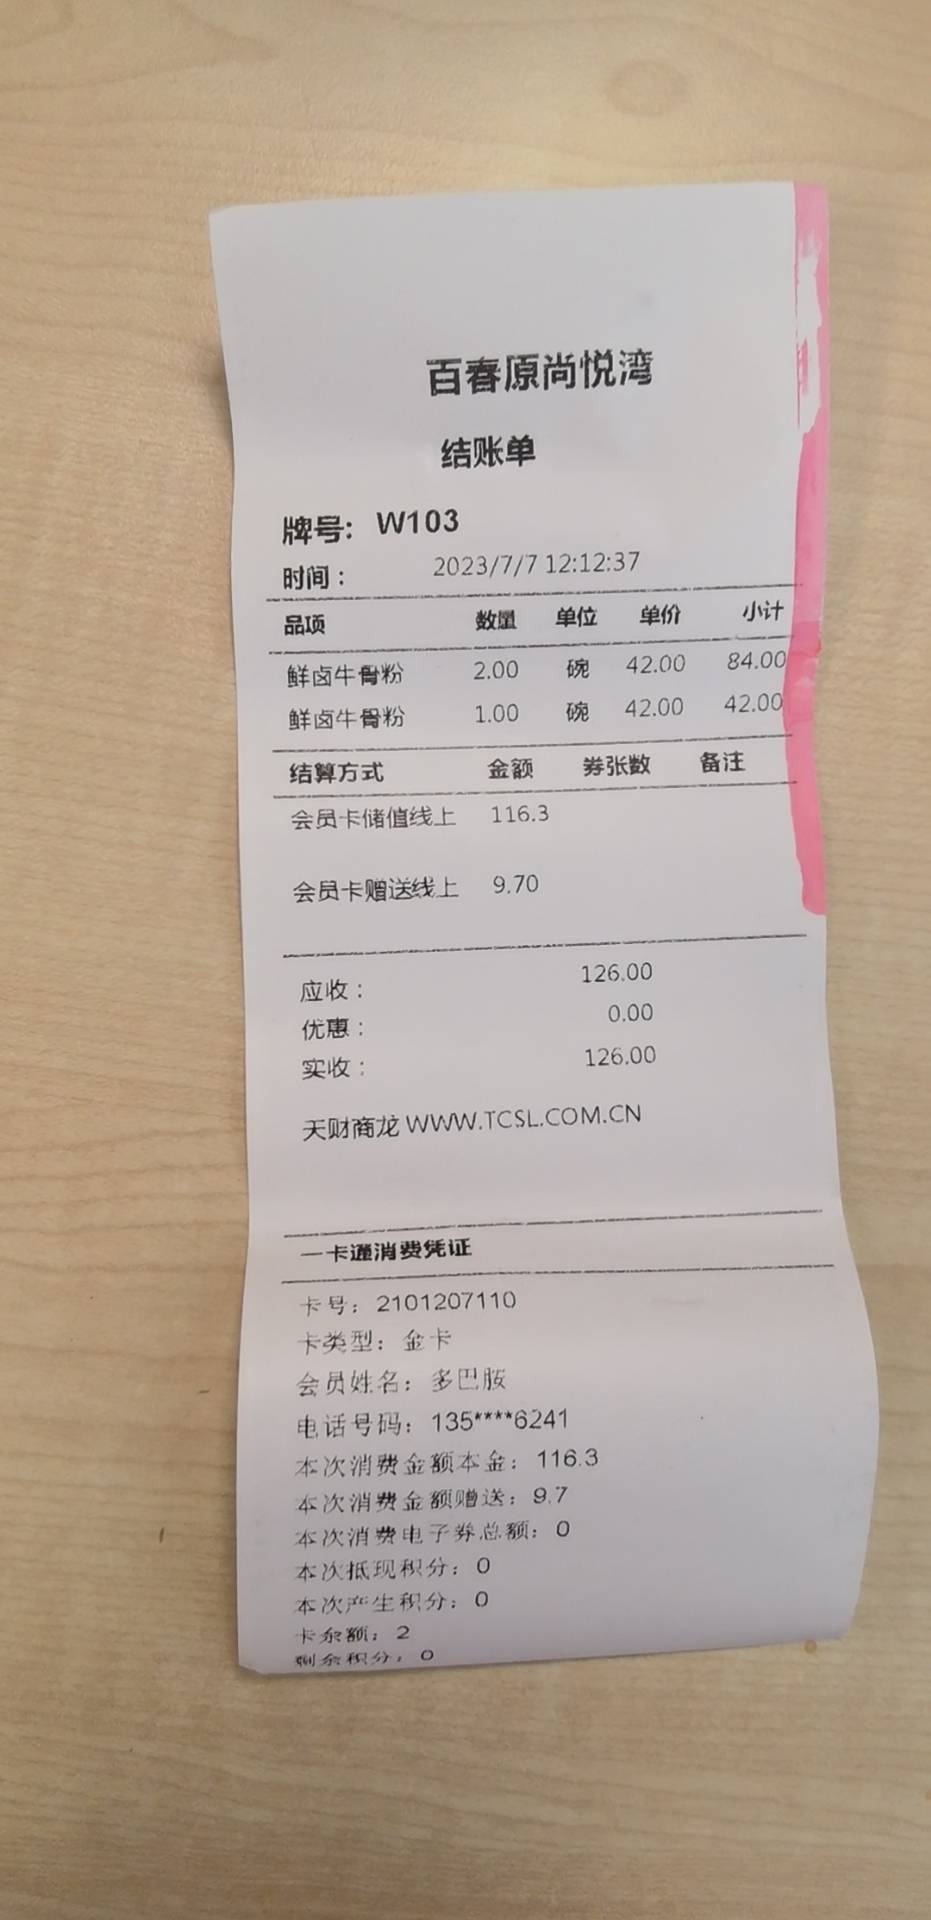 百春原尚悦湾
结账单
牌号: W103
时间： 2023/7/7 12:12:37
品项 数量 单位 单价 小计
鲜卤牛骨粉 2.00 碗 42.00 84.00
鲜卤牛骨粉 1.00 碗 42.00 42.00
结算方式 金额 券张数 备注
会员卡储值线上 116.3
会员卡赠送线上 9.70
应收： 126.00
优惠： 0.00
实收： 126.00
天财商龙 WWW.TCSL.COM.CN
一卡通消费凭证
卡号：2101207110
卡类型：金卡
会员姓名：多巴胺
电话号码：135****6241
本次消费金额本金：116.3
本次消费金额赠送：9.7
本次消费电子券总额：0
本次抵现积分：0
本次产生积分：0
卡余额：2
剩余积分：0